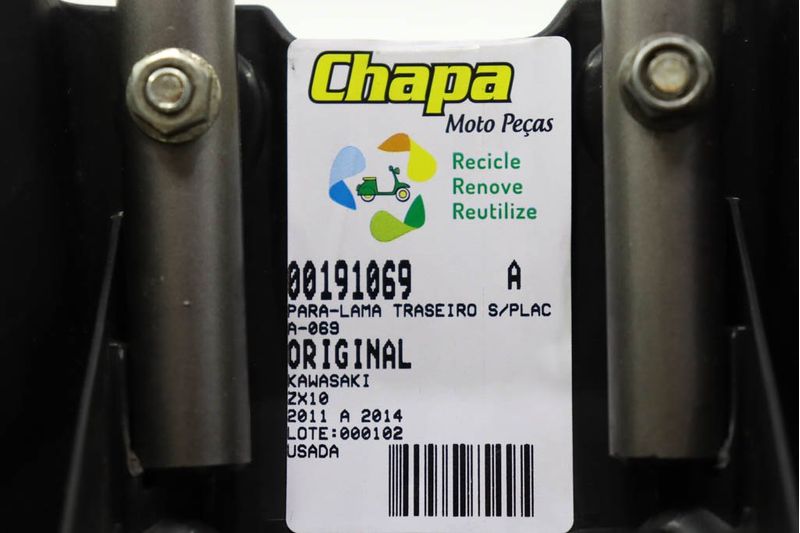 Chapa
Moto Peças
Recicle
Renove
Reutilize
00191069 A
PARA-LAMA TRASEIRO S/PLAC
A-069
ORIGINAL
KAWASAKI
ZX10
2011 A 2014
LOTE:000102
USADA